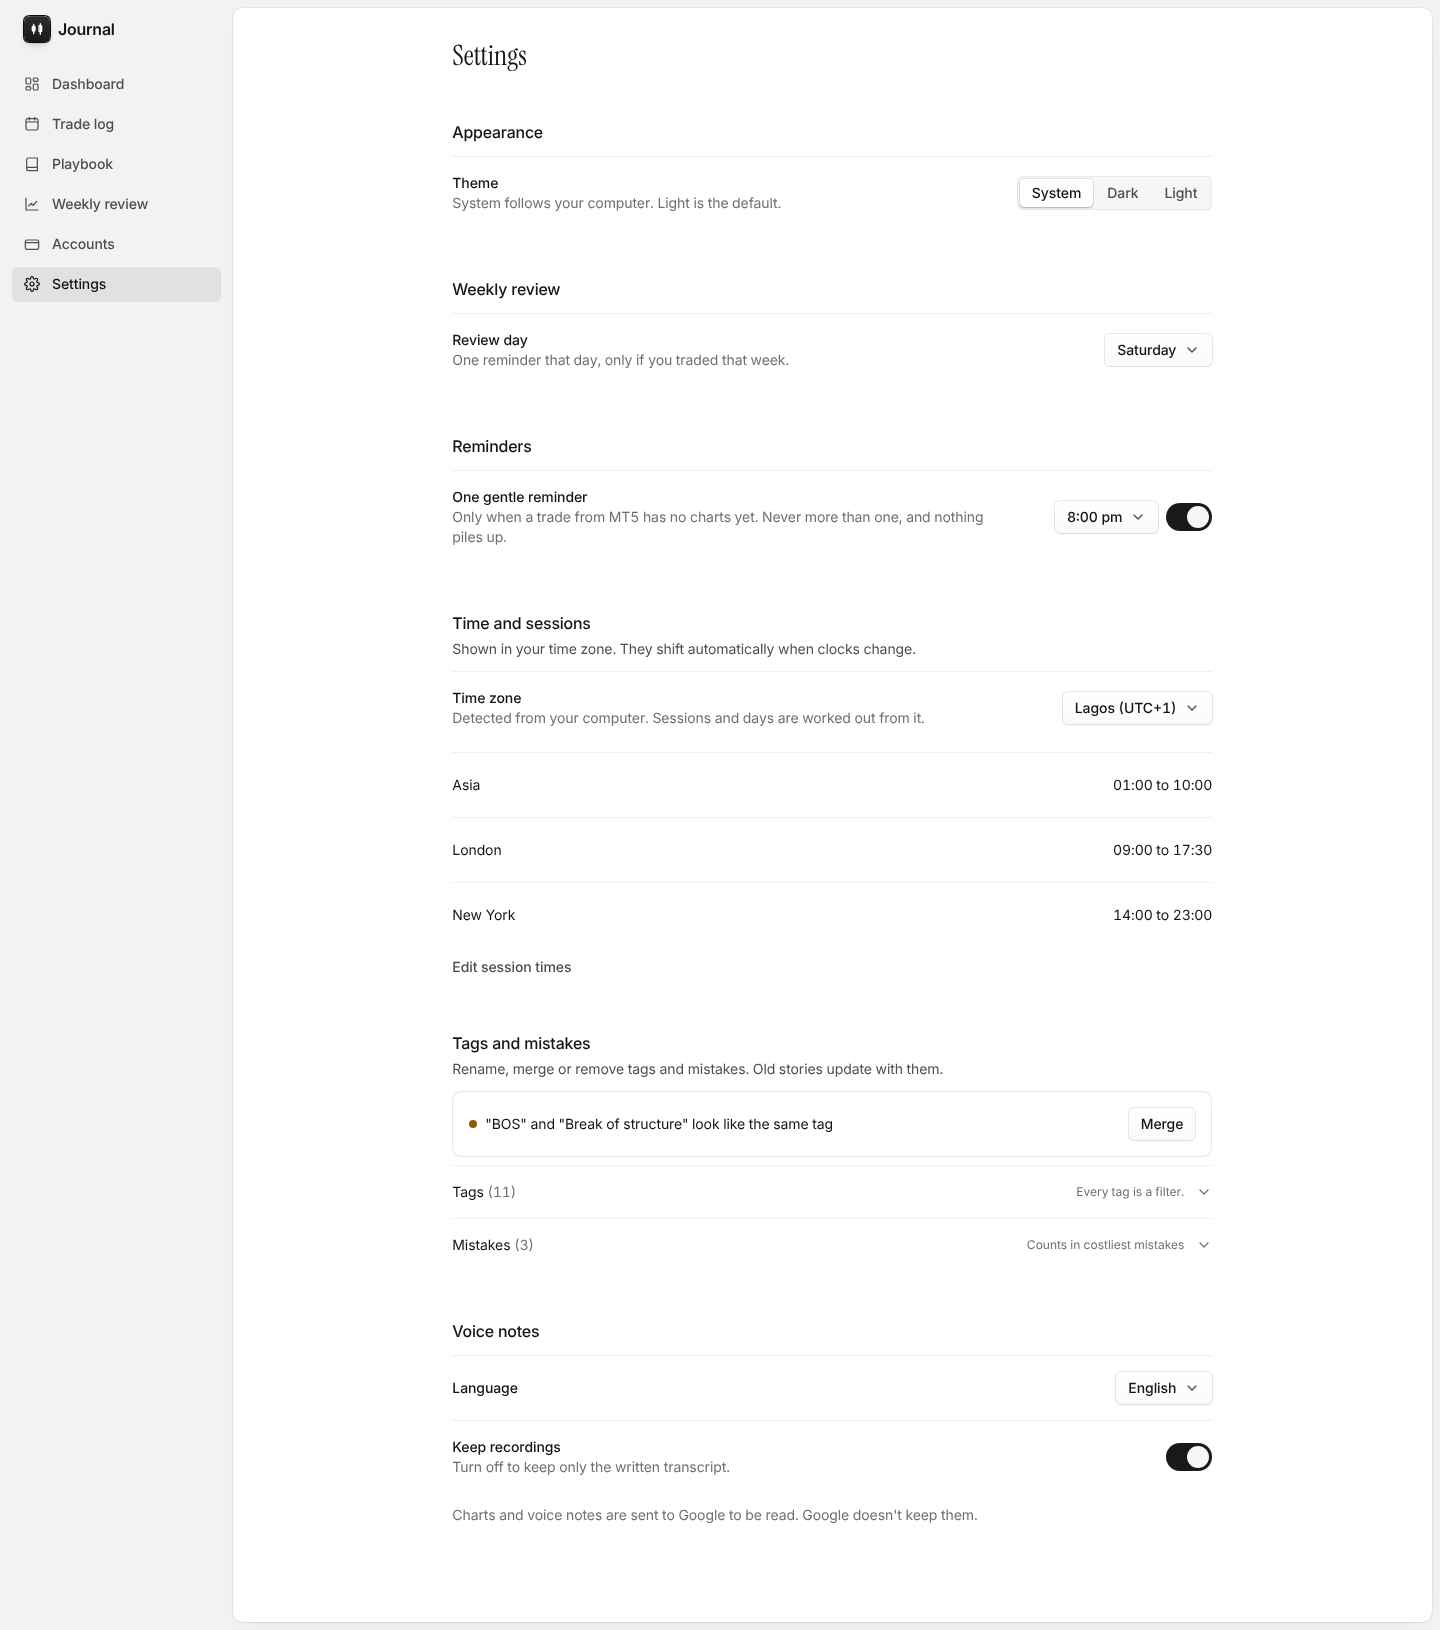 Journal
Dashboard
Trade log
Playbook
Weekly review
Accounts
Settings
Settings
Appearance
Theme
System follows your computer. Light is the default.
System Dark Light
Weekly review
Review day
One reminder that day, only if you traded that week.
Saturday
Reminders
One gentle reminder
Only when a trade from MT5 has no charts yet. Never more than one, and nothing
piles up.
8:00 pm
Time and sessions
Shown in your time zone. They shift automatically when clocks change.
Time zone
Detected from your computer. Sessions and days are worked out from it.
Lagos (UTC+1)
Asia 01:00 to 10:00
London 09:00 to 17:30
New York 14:00 to 23:00
Edit session times
Tags and mistakes
Rename, merge or remove tags and mistakes. Old stories update with them.
"BOS" and "Break of structure" look like the same tag Merge
Tags (11) Every tag is a filter.
Mistakes (3) Counts in costliest mistakes
Voice notes
Language English
Keep recordings
Turn off to keep only the written transcript.
Charts and voice notes are sent to Google to be read. Google doesn't keep them.